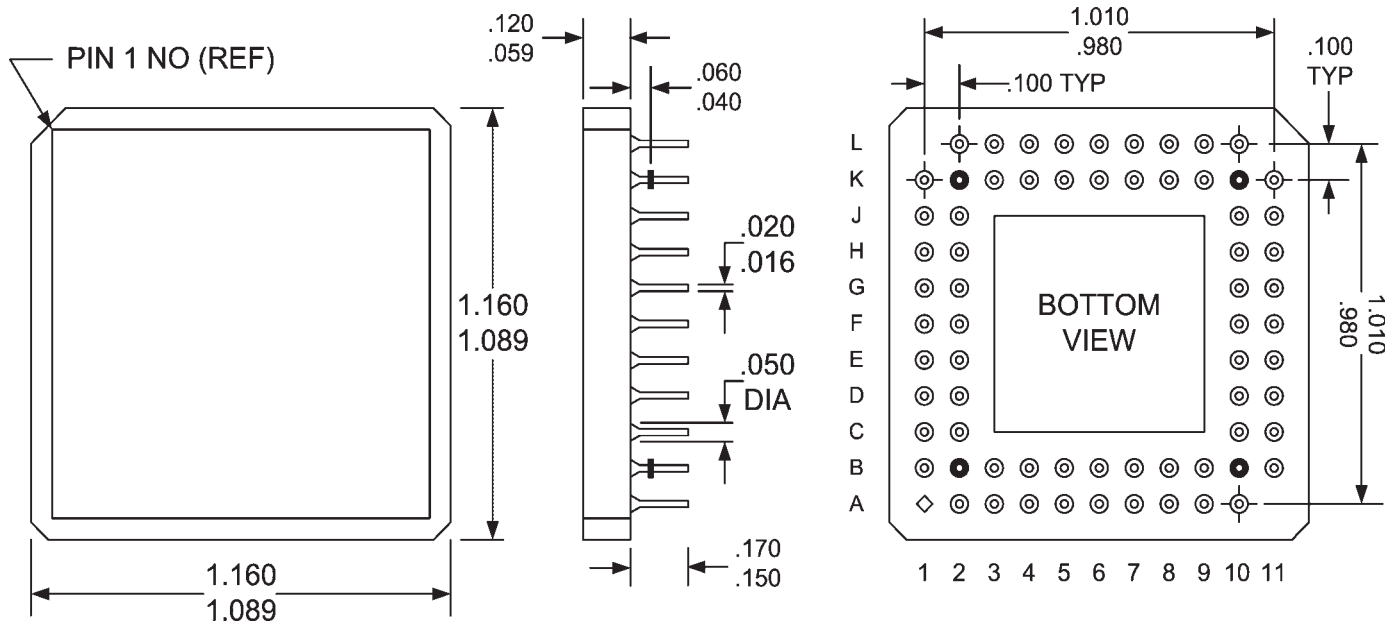 PIN 1 NO (REF)
1.160
1.089
1.160
1.089
.120
.059
.060
.040
.020
.016
.050
DIA
.170
.150
1.010
.980
.100 TYP
.100
TYP
L
K
J
H
G
F
E
D
C
B
A
BOTTOM
VIEW
1.010
.980
1 2 3 4 5 6 7 8 9 10 11